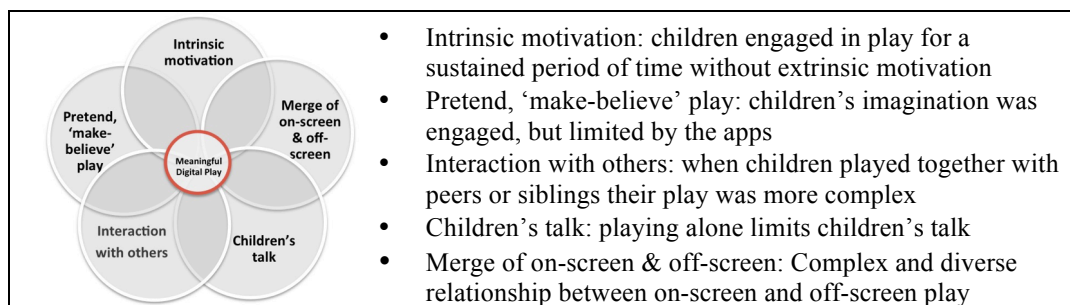 Intrinsic
motivation
Pretend,
‘make-
believe’
play
Merge of
on-screen
& off-
screen
Meaningful
Digital Play
Interaction
with others
Children’s
talk
• Intrinsic motivation: children engaged in play for a
sustained period of time without extrinsic motivation
• Pretend, ‘make-believe’ play: children’s imagination was
engaged, but limited by the apps
• Interaction with others: when children played together with
peers or siblings their play was more complex
• Children’s talk: playing alone limits children’s talk
• Merge of on-screen & off-screen: Complex and diverse
relationship between on-screen and off-screen play